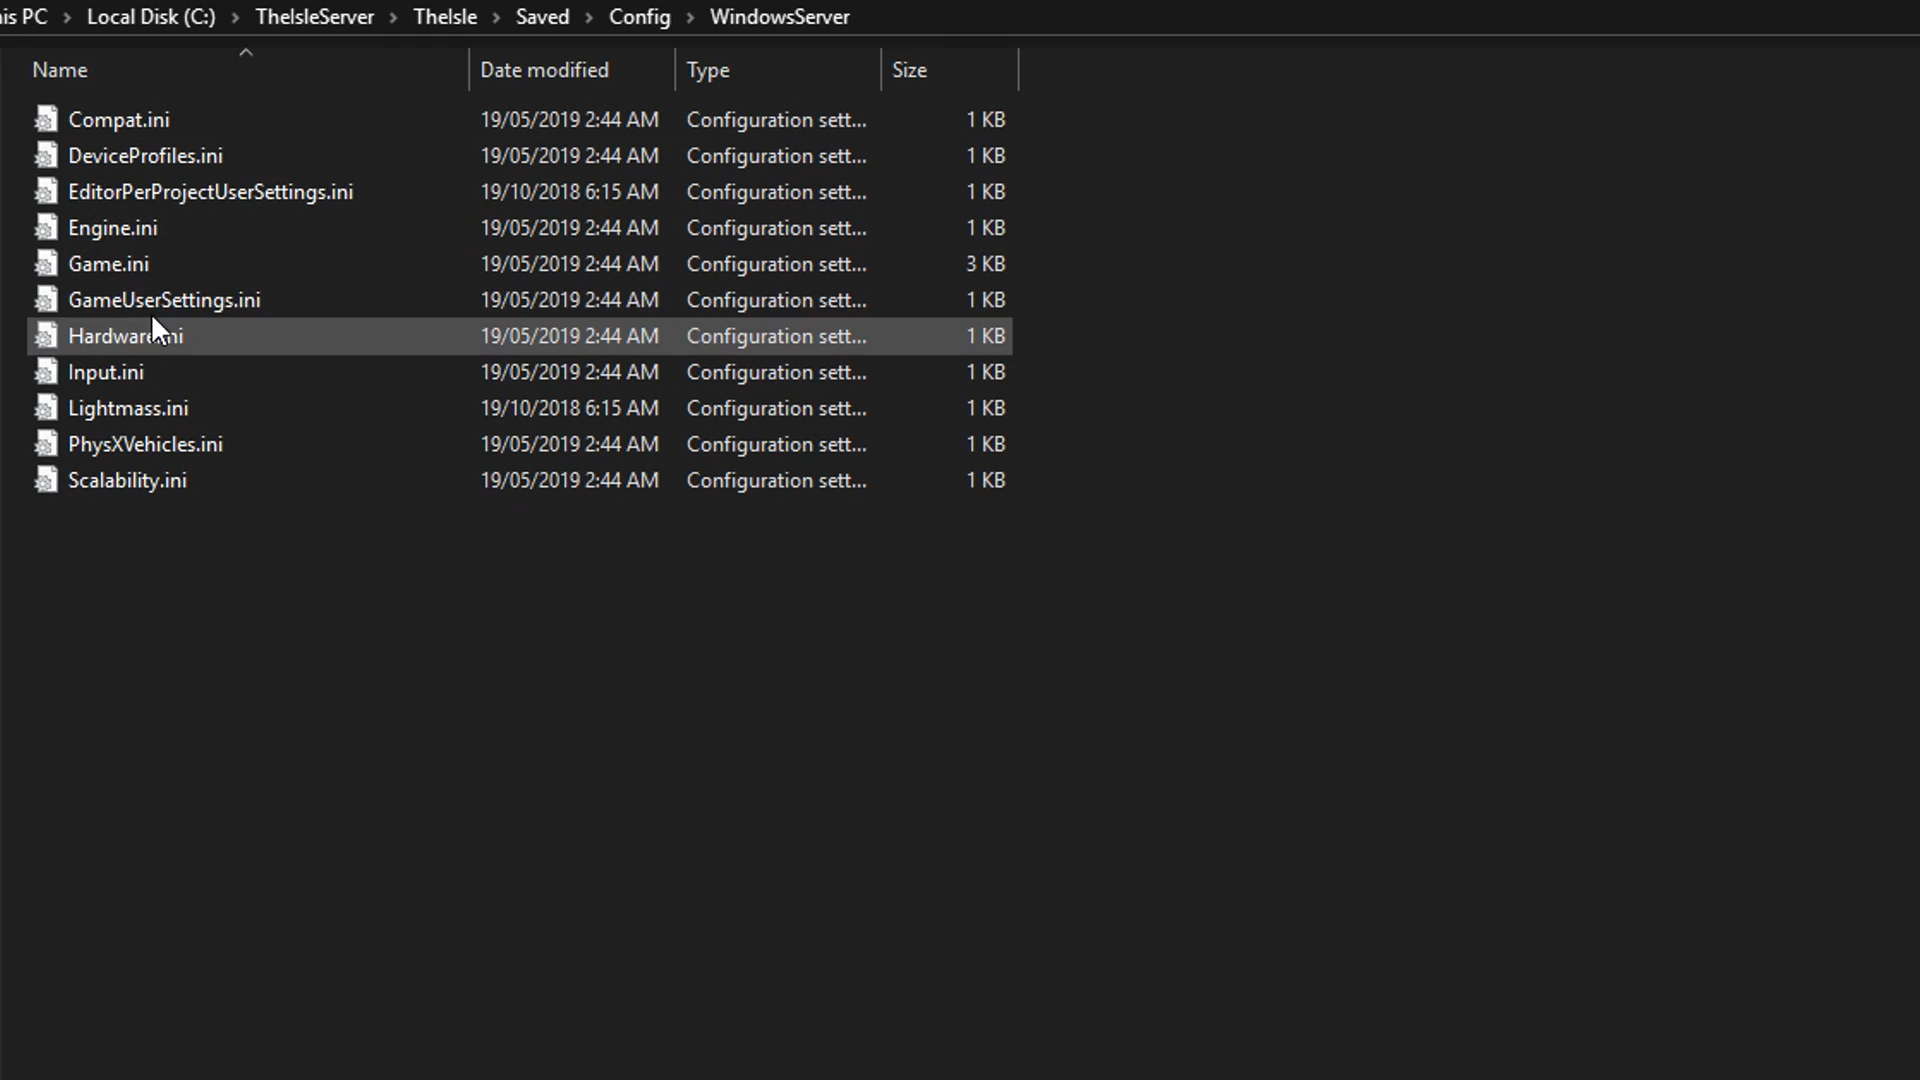 his PC > Local Disk (C:) > TheIsleServer > TheIsle > Saved > Config > WindowsServer
Name Date modified Type Size
Compat.ini 19/05/2019 2:44 AM Configuration sett... 1 KB
DeviceProfiles.ini 19/05/2019 2:44 AM Configuration sett... 1 KB
EditorPerProjectUserSettings.ini 19/10/2018 6:15 AM Configuration sett... 1 KB
Engine.ini 19/05/2019 2:44 AM Configuration sett... 1 KB
Game.ini 19/05/2019 2:44 AM Configuration sett... 3 KB
GameUserSettings.ini 19/05/2019 2:44 AM Configuration sett... 1 KB
Hardware.ini 19/05/2019 2:44 AM Configuration sett... 1 KB
Input.ini 19/05/2019 2:44 AM Configuration sett... 1 KB
Lightmass.ini 19/10/2018 6:15 AM Configuration sett... 1 KB
PhysXVehicles.ini 19/05/2019 2:44 AM Configuration sett... 1 KB
Scalability.ini 19/05/2019 2:44 AM Configuration sett... 1 KB